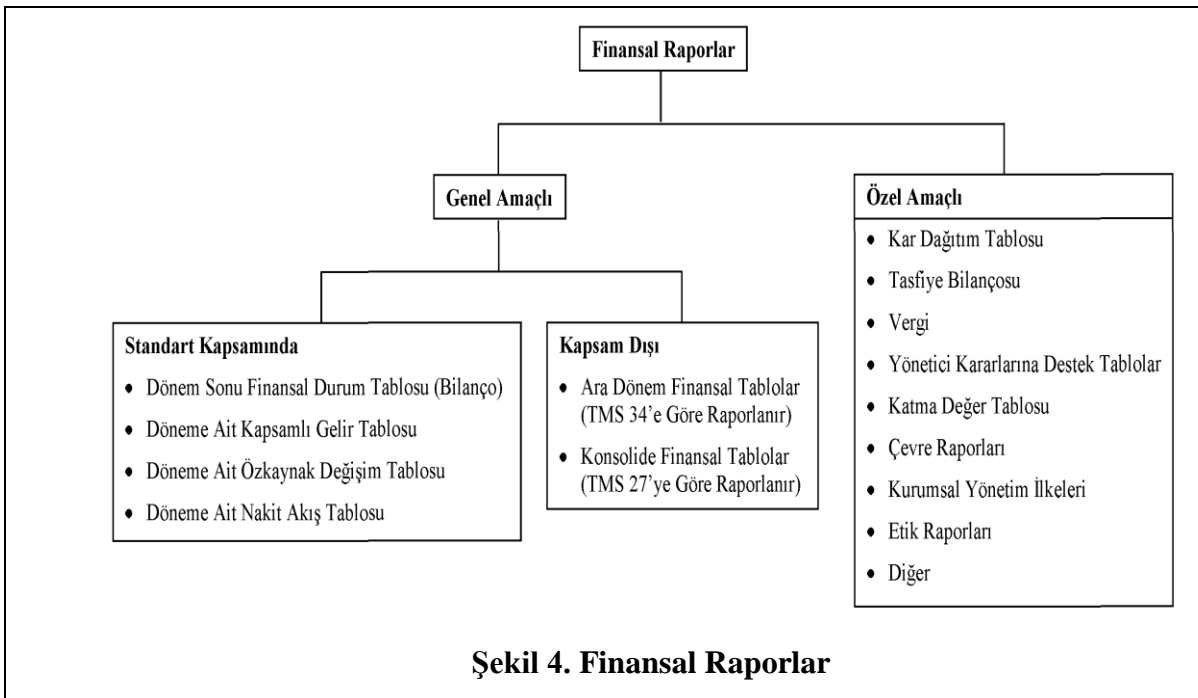 Finansal Raporlar
Genel Amaçlı
Standart Kapsamında
• Dönem Sonu Finansal Durum Tablosu (Bilanço)
• Döneme Ait Kapsamlı Gelir Tablosu
• Döneme Ait Özkaynak Değişim Tablosu
• Döneme Ait Nakit Akış Tablosu
Kapsam Dışı
• Ara Dönem Finansal Tablolar
(TMS 34’e Göre Raporlanır)
• Konsolide Finansal Tablolar
(TMS 27’ye Göre Raporlanır)
Özel Amaçlı
• Kar Dağıtım Tablosu
• Tasfiye Bilançosu
• Vergi
• Yönetici Kararlarına Destek Tablolar
• Katma Değer Tablosu
• Çevre Raporları
• Kurumsal Yönetim İlkeleri
• Etik Raporları
• Diğer
Şekil 4. Finansal Raporlar